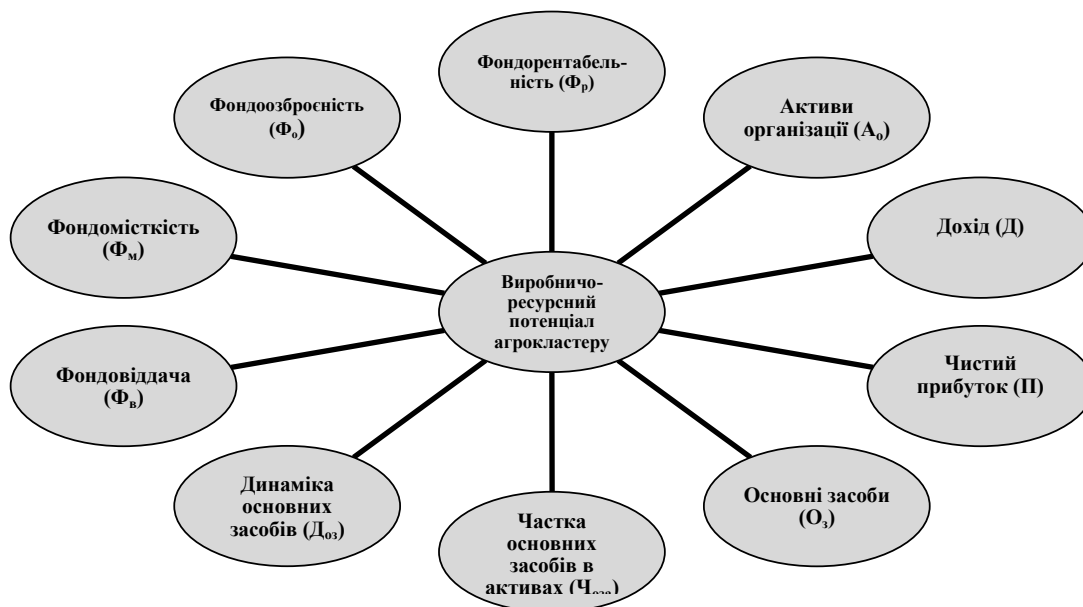 Фондорентабель-
ність (Фр)
Фондоозброєність
(Фо)
Активи
організації (Ао)
Фондомісткість
(Фм)
Дохід (Д)
Виробничо-
ресурсний
потенціал
агрокластеру
Фондовіддача
(Фв)
Чистий
прибуток (П)
Динаміка
основних
засобів (Доз)
Основні засоби
(Оз)
Частка
основних
засобів в
активах (Чоза)